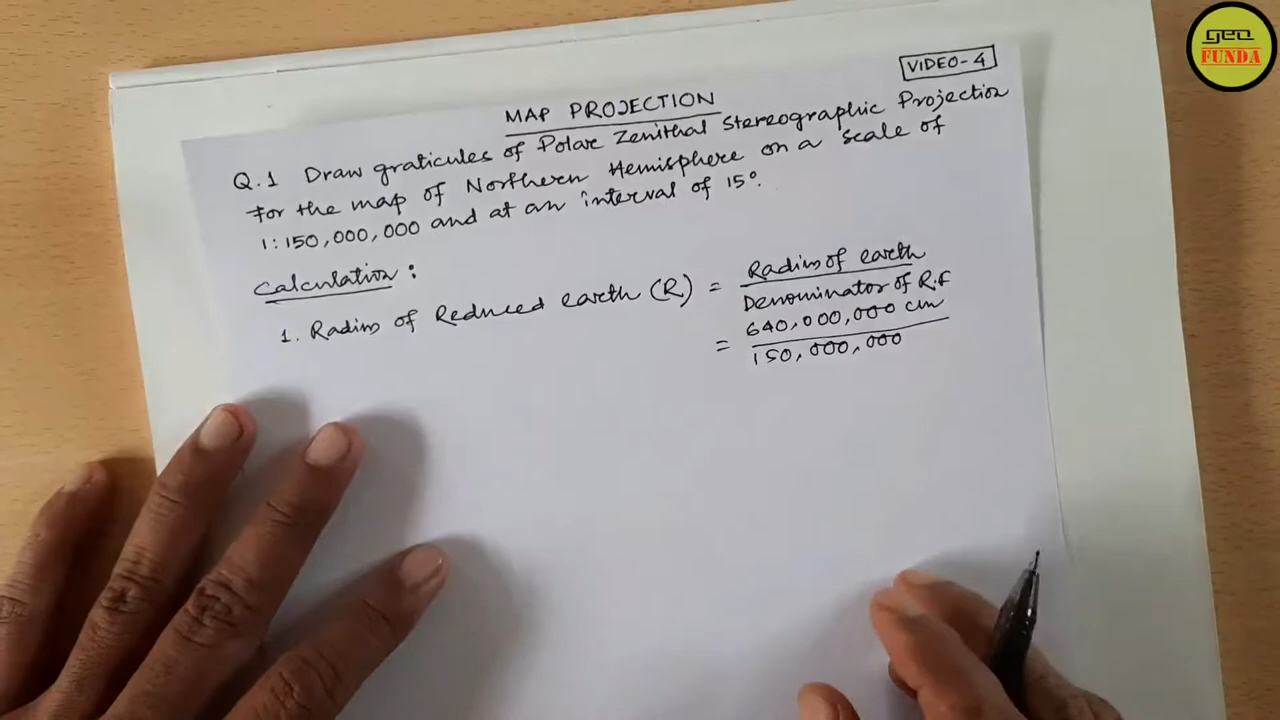 geo
FUNDA
VIDEO-4
MAP PROJECTION
Q.1 Draw graticules of Polar Zenithal Stereographic Projection
for the map of Northern Hemisphere on a scale of
1:150,000,000 and at an interval of 15°.
Calculation:
1. Radius of Reduced earth (R) = Radius of earth
Denominator of R.f
= 640,000,000 cm
150,000,000